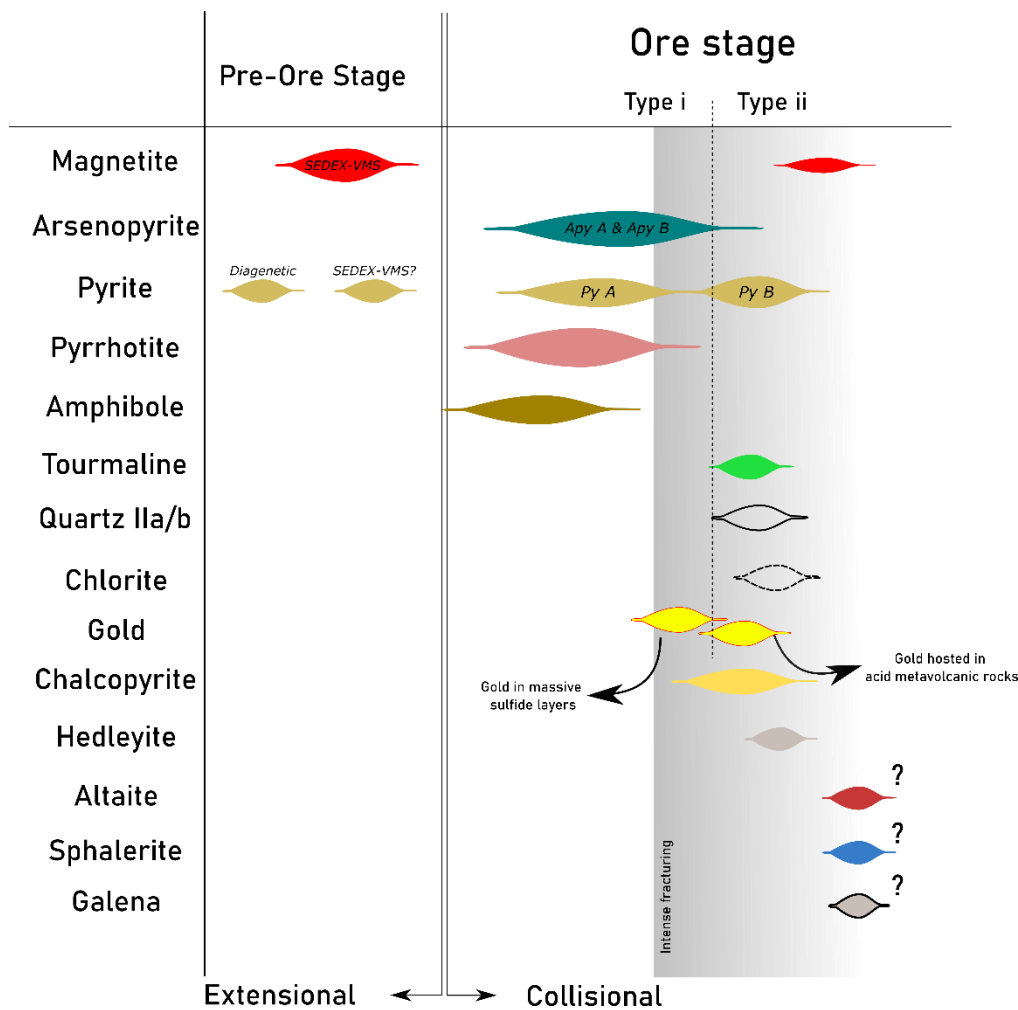 Ore stage
Pre-Ore Stage
Type i
Type ii
Magnetite
SEDEX-VMS
Arsenopyrite
Apy A & Apy B
Pyrite
Diagenetic
SEDEX-VMS?
Py A
Py B
Pyrrhotite
Amphibole
Tourmaline
Quartz IIa/b
Chlorite
Gold
Gold in massive
sulfide layers
Gold hosted in
acid metavolcanic rocks
Chalcopyrite
Hedleyite
Altaite
?
Sphalerite
?
Galena
?
Intense fracturing
Extensional
Collisional